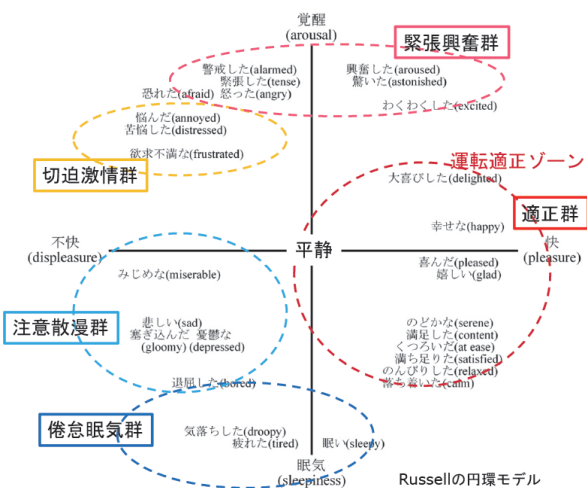 覚醒
(arousal)
緊張興奮群
警戒した(alarmed)
興奮した(aroused)
緊張した(tense)
驚いた(astonished)
恐れた(afraid) 怒った(angry)
わくわくした(excited)
悩んだ(annoyed)
苦悩した(distressed)
欲求不満な(frustrated)
切迫激情群
運転適正ゾーン
大喜びした(delighted)
適正群
幸せな(happy)
不快
(displeasure)
平静
快
(pleasure)
みじめな(miserable)
喜んだ(pleased)
嬉しい(glad)
注意散漫群
悲しい(sad)
塞ぎ込んだ 憂鬱な
(gloomy) (depressed)
のどかな(serene)
満足した(content)
くつろいだ(at ease)
満ち足りた(satisfied)
のんびりした(relaxed)
落ち着いた(calm)
退屈した(bored)
倦怠眠気群
気落ちした(droopy)
疲れた(tired)
眠い(sleepy)
眠気
(sleepiness)
Russellの円環モデル